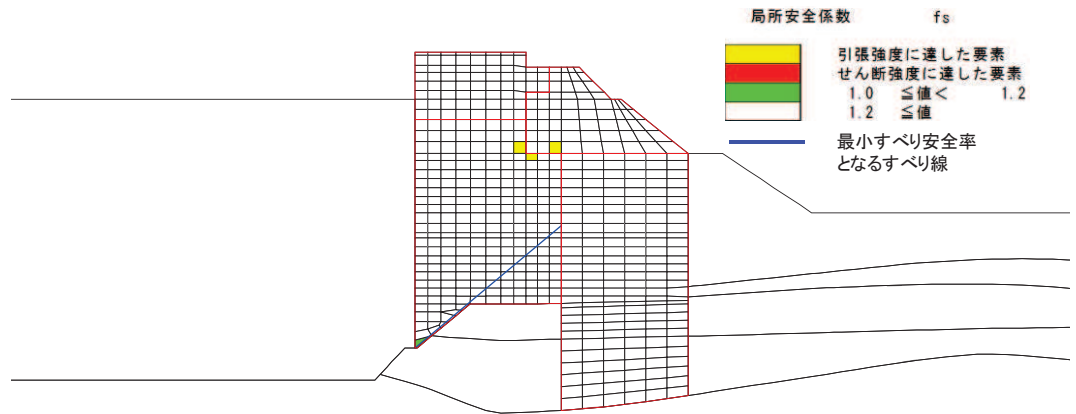 局所安全係数 fs
引張強度に達した要素
せん断強度に達した要素
1.0 ≦値< 1.2
1.2 ≦値
最小すべり安全率
となるすべり線